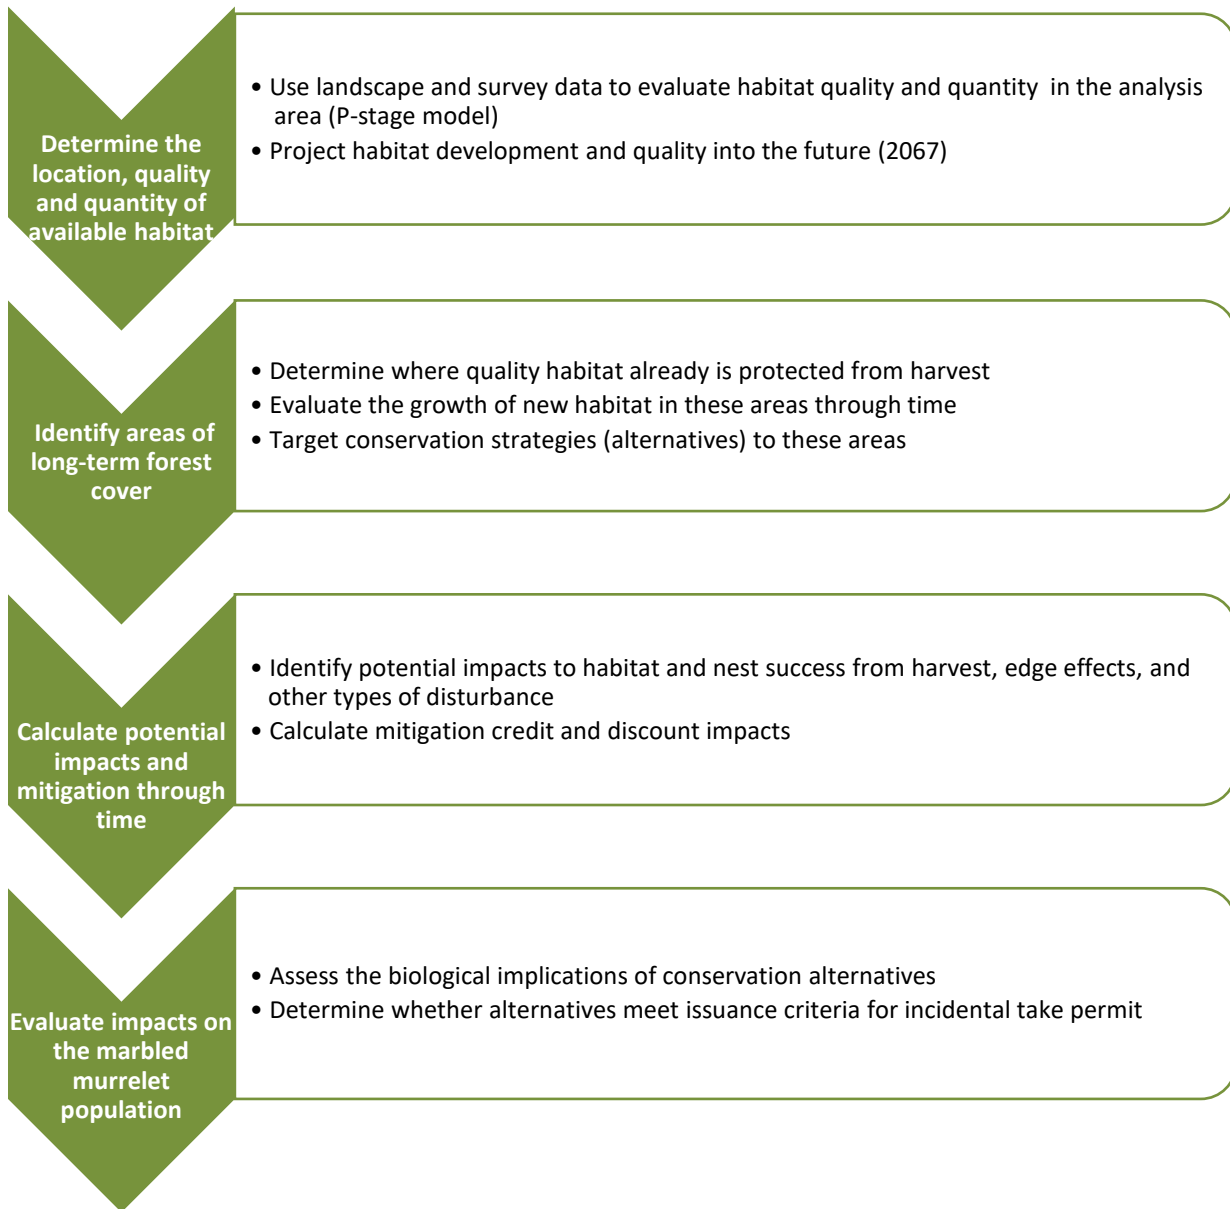 Determine the
location, quality
and quantity of
available habitat
• Use landscape and survey data to evaluate habitat quality and quantity  in the analysis
area (P-stage model)
• Project habitat development and quality into the future (2067)
Identify areas of
long-term forest
cover
• Determine where quality habitat already is protected from harvest
• Evaluate the growth of new habitat in these areas through time
• Target conservation strategies (alternatives) to these areas
Calculate potential
impacts and
mitigation through
time
• Identify potential impacts to habitat and nest success from harvest, edge effects, and
other types of disturbance
• Calculate mitigation credit and discount impacts
Evaluate impacts on
the marbled
murrelet
population
• Assess the biological implications of conservation alternatives
• Determine whether alternatives meet issuance criteria for incidental take permit